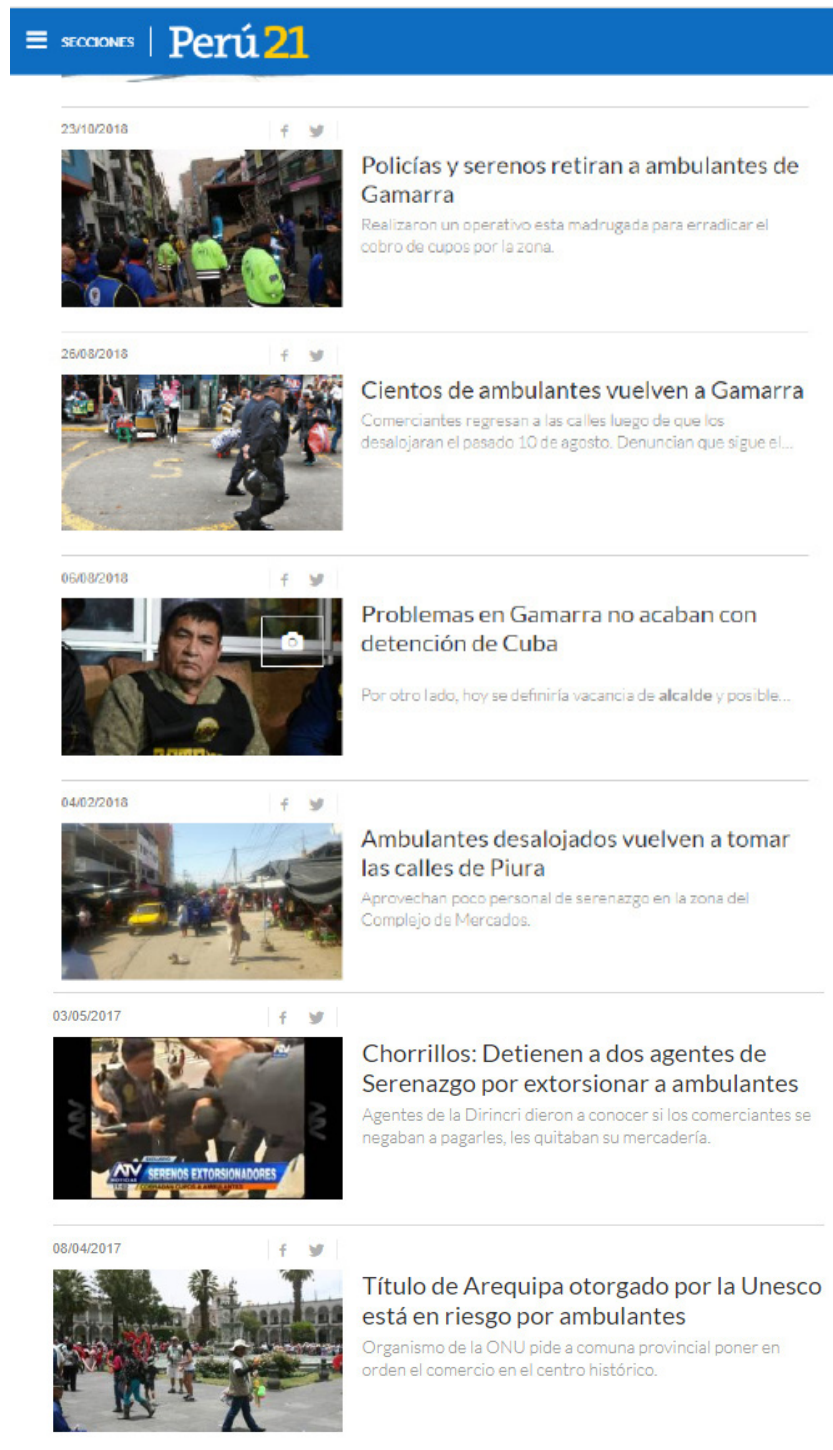 SECCIONES | Perú21
23/10/2018
Policías y serenos retiran a ambulantes de
Gamarra
Realizaron un operativo esta madrugada para erradicar el
cobro de cupos por la zona.
26/08/2018
Cientos de ambulantes vuelven a Gamarra
Comerciantes regresan a las calles luego de que los
desalojaran el pasado 10 de agosto. Denuncian que sigue el...
06/08/2018
Problemas en Gamarra no acaban con
detención de Cuba
Por otro lado, hoy se definiría vacancia de alcalde y posible...
04/02/2018
Ambulantes desalojados vuelven a tomar
las calles de Piura
Aprovechan poco personal de serenazgo en la zona del
Complejo de Mercados.
03/05/2017
Chorrillos: Detienen a dos agentes de
Serenazgo por extorsionar a ambulantes
Agentes de la Dirincri dieron a conocer si los comerciantes se
negaban a pagarles, les quitaban su mercadería.
ATV
SERENOS EXTORSIONADORES
COBRABAN CUPOS A AMBULANTES
08/04/2017
Título de Arequipa otorgado por la Unesco
está en riesgo por ambulantes
Organismo de la ONU pide a comuna provincial poner en
orden el comercio en el centro histórico.